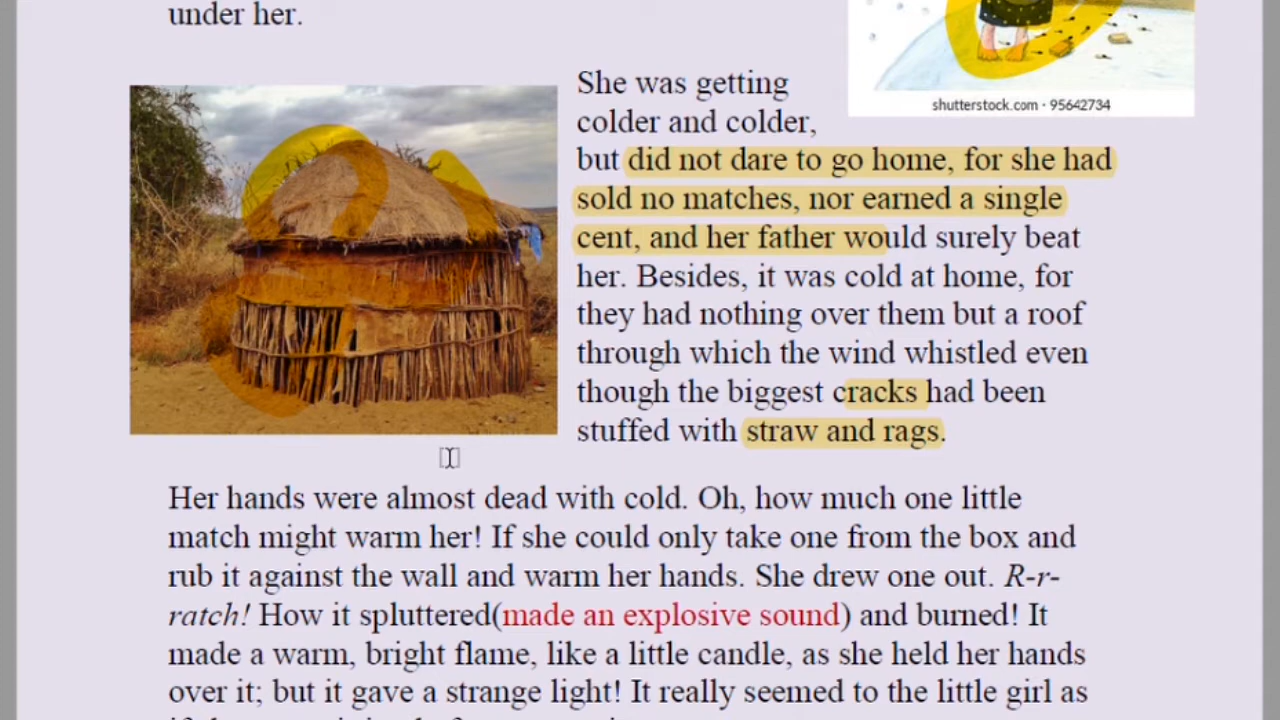 under her.
shutterstock.com · 95642734
She was getting
colder and colder,
but did not dare to go home, for she had
sold no matches, nor earned a single
cent, and her father would surely beat
her. Besides, it was cold at home, for
they had nothing over them but a roof
through which the wind whistled even
though the biggest cracks had been
stuffed with straw and rags.
Her hands were almost dead with cold. Oh, how much one little
match might warm her! If she could only take one from the box and
rub it against the wall and warm her hands. She drew one out. R-r-
ratch! How it spluttered(made an explosive sound) and burned! It
made a warm, bright flame, like a little candle, as she held her hands
over it; but it gave a strange light! It really seemed to the little girl as